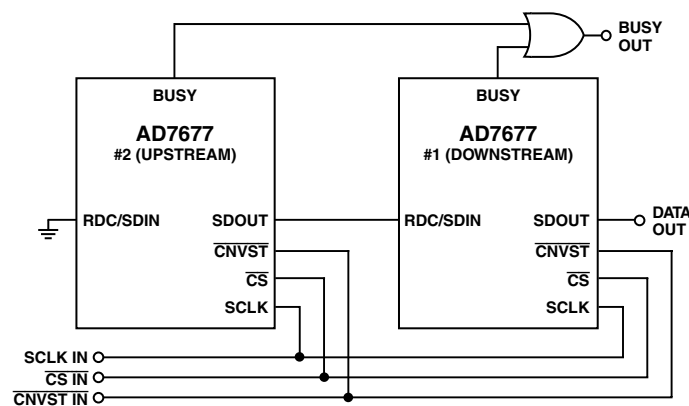 BUSY
OUT
BUSY
BUSY
AD7677
#2 (UPSTREAM)
AD7677
#1 (DOWNSTREAM)
RDC/SDIN
SDOUT
RDC/SDIN
SDOUT
DATA
OUT
CNVST
CNVST
CS
CS
SCLK
SCLK
SCLK IN
CS IN
CNVST IN